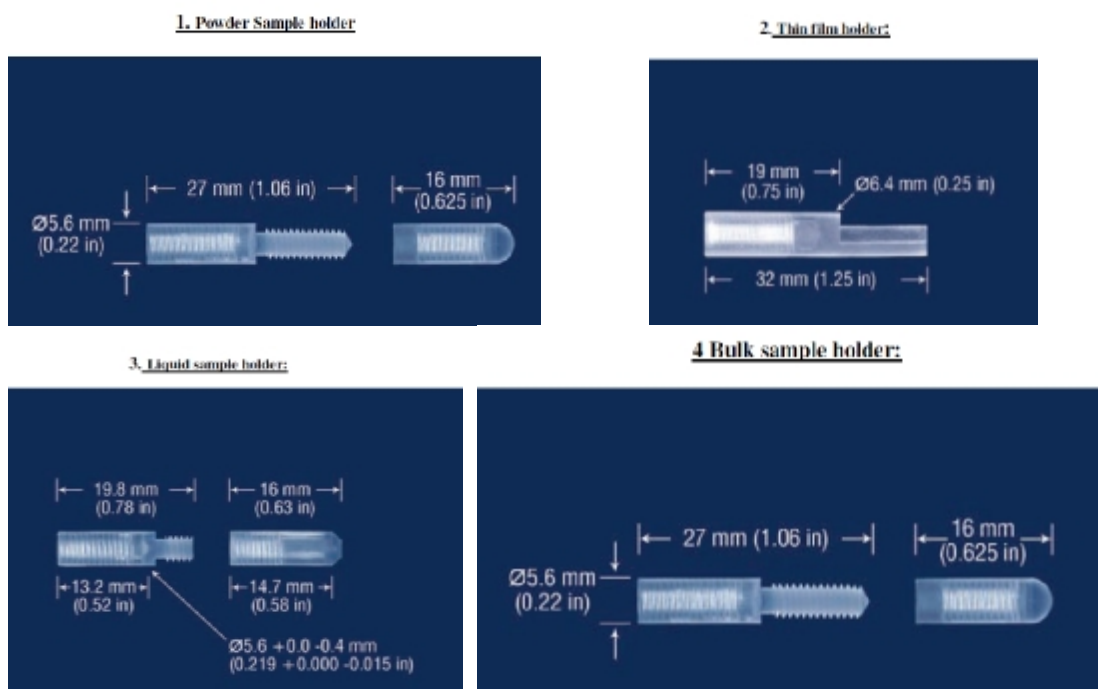 1. Powder Sample holder
27 mm (1.06 in)
16 mm
(0.625 in)
Ø5.6 mm
(0.22 in)
2. Thin film holder:
19 mm
(0.75 in)
Ø6.4 mm (0.25 in)
32 mm (1.25 in)
3. Liquid sample holder:
19.8 mm
(0.78 in)
16 mm
(0.63 in)
13.2 mm
(0.52 in)
14.7 mm
(0.58 in)
Ø5.6 +0.0 -0.4 mm
(0.219 +0.000 -0.015 in)
4 Bulk sample holder:
27 mm (1.06 in)
16 mm
(0.625 in)
Ø5.6 mm
(0.22 in)